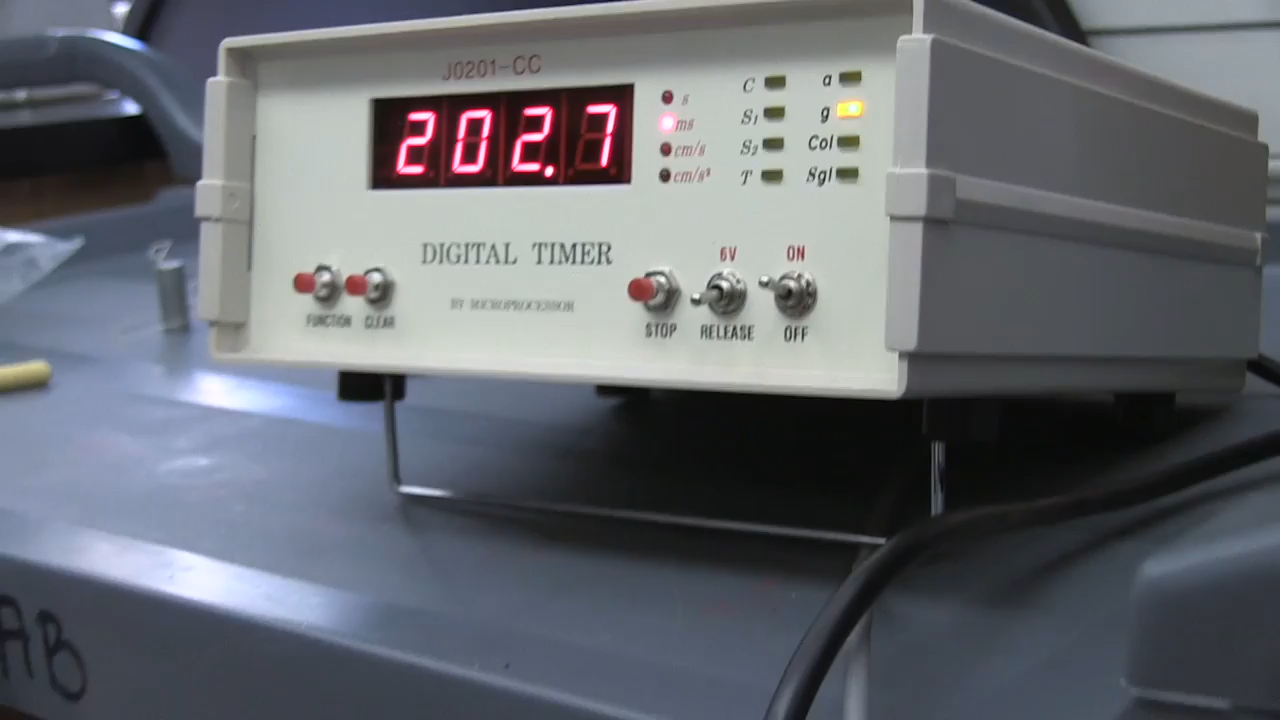 J0201-CC
202.7
s
ms
cm/s
cm/s²
C
S₁
S₂
T
a
g
Col
Sgl
DIGITAL TIMER
BY MICROPROCESSOR
FUNCTION
CLEAR
STOP
6V
RELEASE
ON
OFF
AB